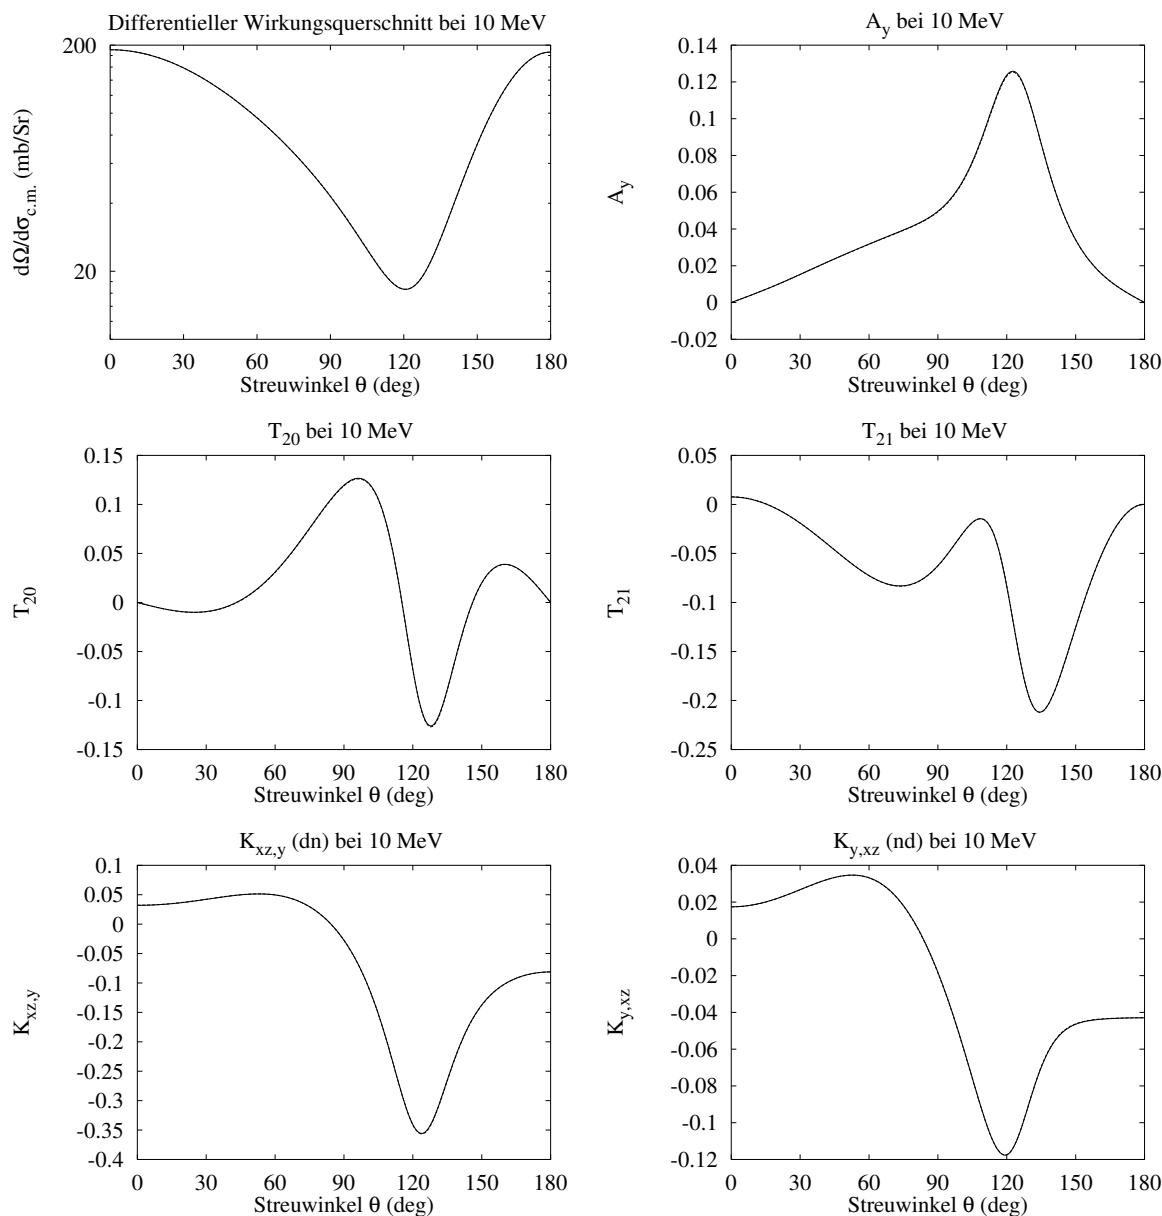 Differentieller Wirkungsquerschnitt bei 10 MeV
200
20
dΩ/dσc.m. (mb/Sr)
0 30 60 90 120 150 180
Streuwinkel θ (deg)
Ay bei 10 MeV
0.14
0.12
0.1
0.08
0.06
0.04
0.02
0
-0.02
Ay
0 30 60 90 120 150 180
Streuwinkel θ (deg)
T20 bei 10 MeV
0.15
0.1
0.05
0
-0.05
-0.1
-0.15
T20
0 30 60 90 120 150 180
Streuwinkel θ (deg)
T21 bei 10 MeV
0.05
0
-0.05
-0.1
-0.15
-0.2
-0.25
T21
0 30 60 90 120 150 180
Streuwinkel θ (deg)
Kxz,y (dn) bei 10 MeV
0.1
0.05
0
-0.05
-0.1
-0.15
-0.2
-0.25
-0.3
-0.35
-0.4
Kxz,y
0 30 60 90 120 150 180
Streuwinkel θ (deg)
Ky,xz (nd) bei 10 MeV
0.04
0.02
0
-0.02
-0.04
-0.06
-0.08
-0.1
-0.12
Ky,xz
0 30 60 90 120 150 180
Streuwinkel θ (deg)